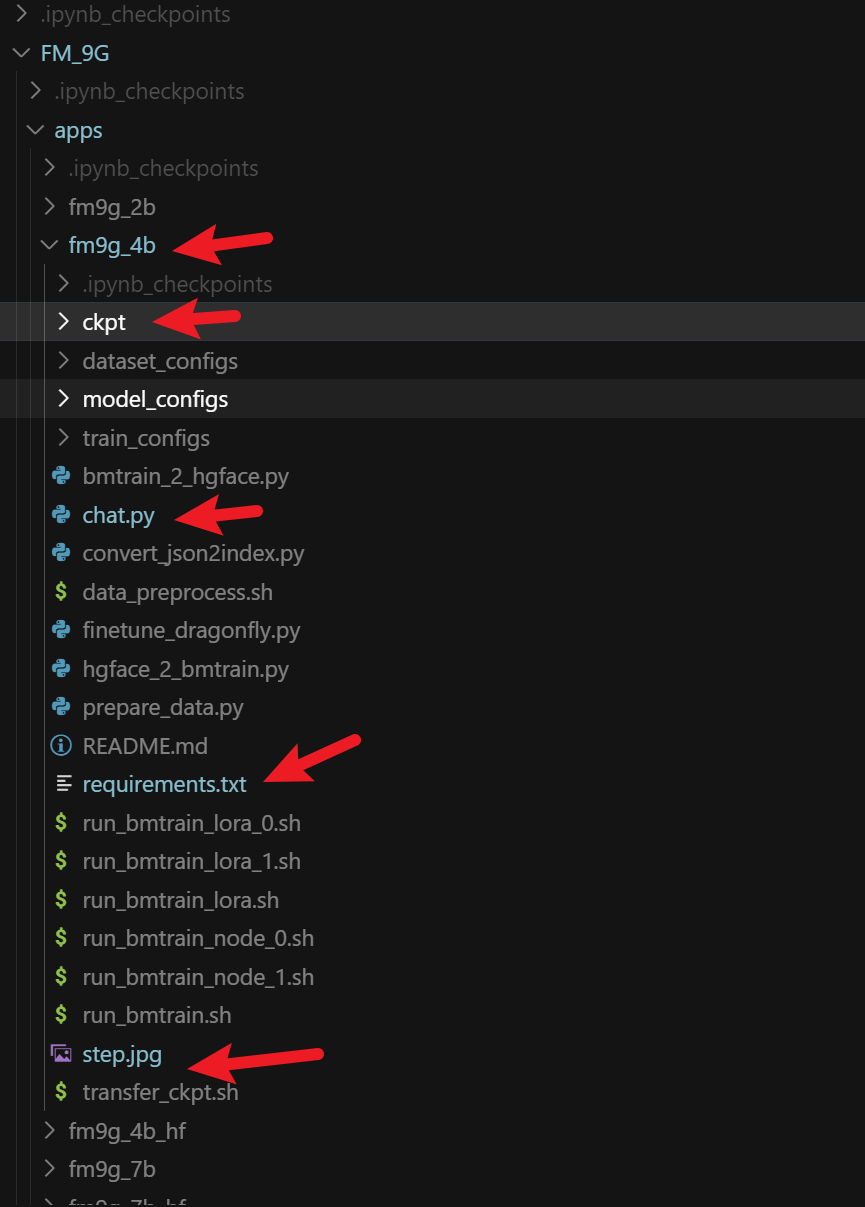 .ipynb_checkpoints
FM_9G
.ipynb_checkpoints
apps
.ipynb_checkpoints
fm9g_2b
fm9g_4b
.ipynb_checkpoints
ckpt
dataset_configs
model_configs
train_configs
bmtrain_2_hgface.py
chat.py
convert_json2index.py
data_preprocess.sh
finetune_dragonfly.py
hgface_2_bmtrain.py
prepare_data.py
README.md
requirements.txt
run_bmtrain_lora_0.sh
run_bmtrain_lora_1.sh
run_bmtrain_lora.sh
run_bmtrain_node_0.sh
run_bmtrain_node_1.sh
run_bmtrain.sh
step.jpg
transfer_ckpt.sh
fm9g_4b_hf
fm9g_7b
fm9g_7b_hf